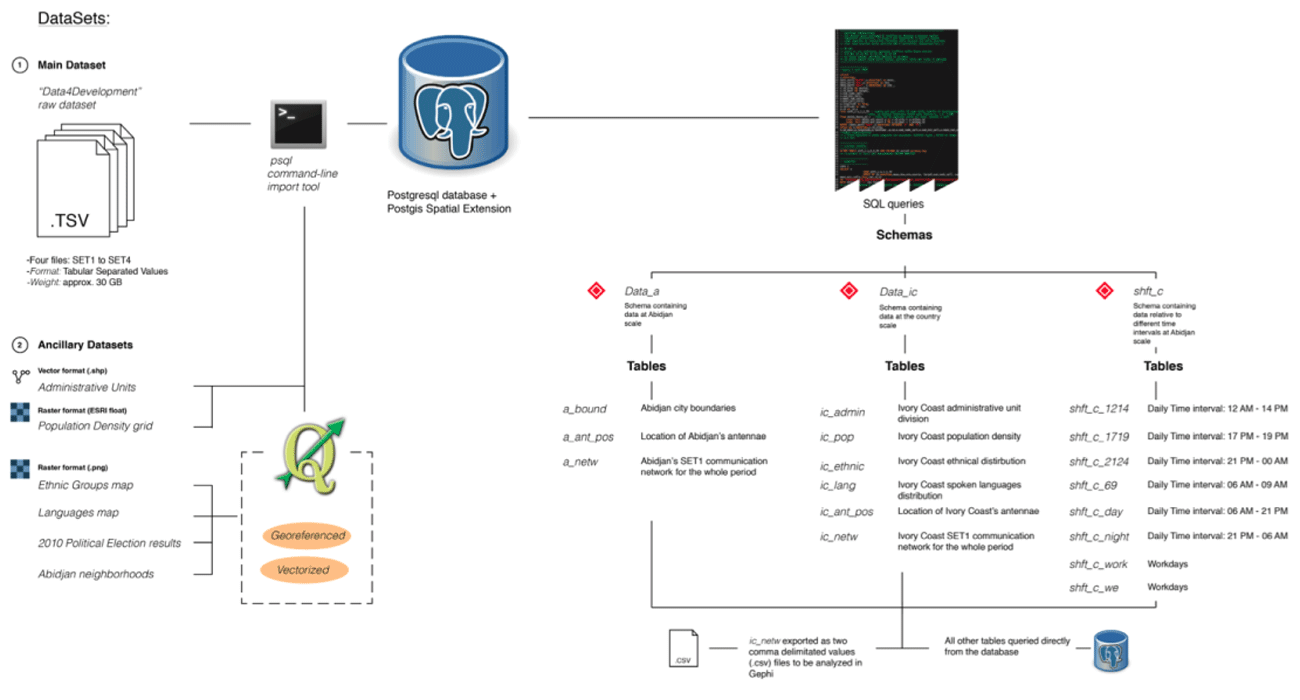 DataSets:
1 Main Dataset
"Data4Development"
raw dataset
.TSV
-Four files: SET1 to SET4
-Format: Tabular Separated Values
-Weight: approx. 30 GB
>_
psql
command-line
import tool
Postgresql database +
Postgis Spatial Extension
SQL queries
Schemas
2 Ancillary Datasets
Vector format (.shp)
Administrative Units
Raster format (ESRI float)
Population Density grid
Raster format (.png)
Ethnic Groups map
Languages map
2010 Political Election results
Abidjan neighborhoods
Georeferenced
Vectorized
Data_a
Schema containing
data at Abidjan
scale
Tables
a_bound Abidjan city boundaries
a_ant_pos Location of Abidjan's antennae
a_netw Abidjan's SET1 communication
network for the whole period
Data_ic
Schema containing
data at the country
scale
Tables
ic_admin Ivory Coast administrative unit
division
ic_pop Ivory Coast population density
ic_ethnic Ivory Coast ethnical distirbution
ic_lang Ivory Coast spoken languages
distribution
ic_ant_pos Location of Ivory Coast's antennae
ic_netw Ivory Coast SET1 communication
network for the whole period
shft_c
Schema containing
data relative to
different time
intervals at Abidjan
scale
Tables
shft_c_1214 Daily Time interval: 12 AM - 14 PM
shft_c_1719 Daily Time interval: 17 PM - 19 PM
shft_c_2124 Daily Time interval: 21 PM - 00 AM
shft_c_69 Daily Time interval: 06 AM - 09 AM
shft_c_day Daily Time interval: 06 AM - 21 PM
shft_c_night Daily Time interval: 21 PM - 06 AM
shft_c_work Workdays
shft_c_we Workdays
.CSV
ic_netw exported as two
comma delimitated values
(.csv) files to be analyzed in
Gephi
All other tables queried directly
from the database